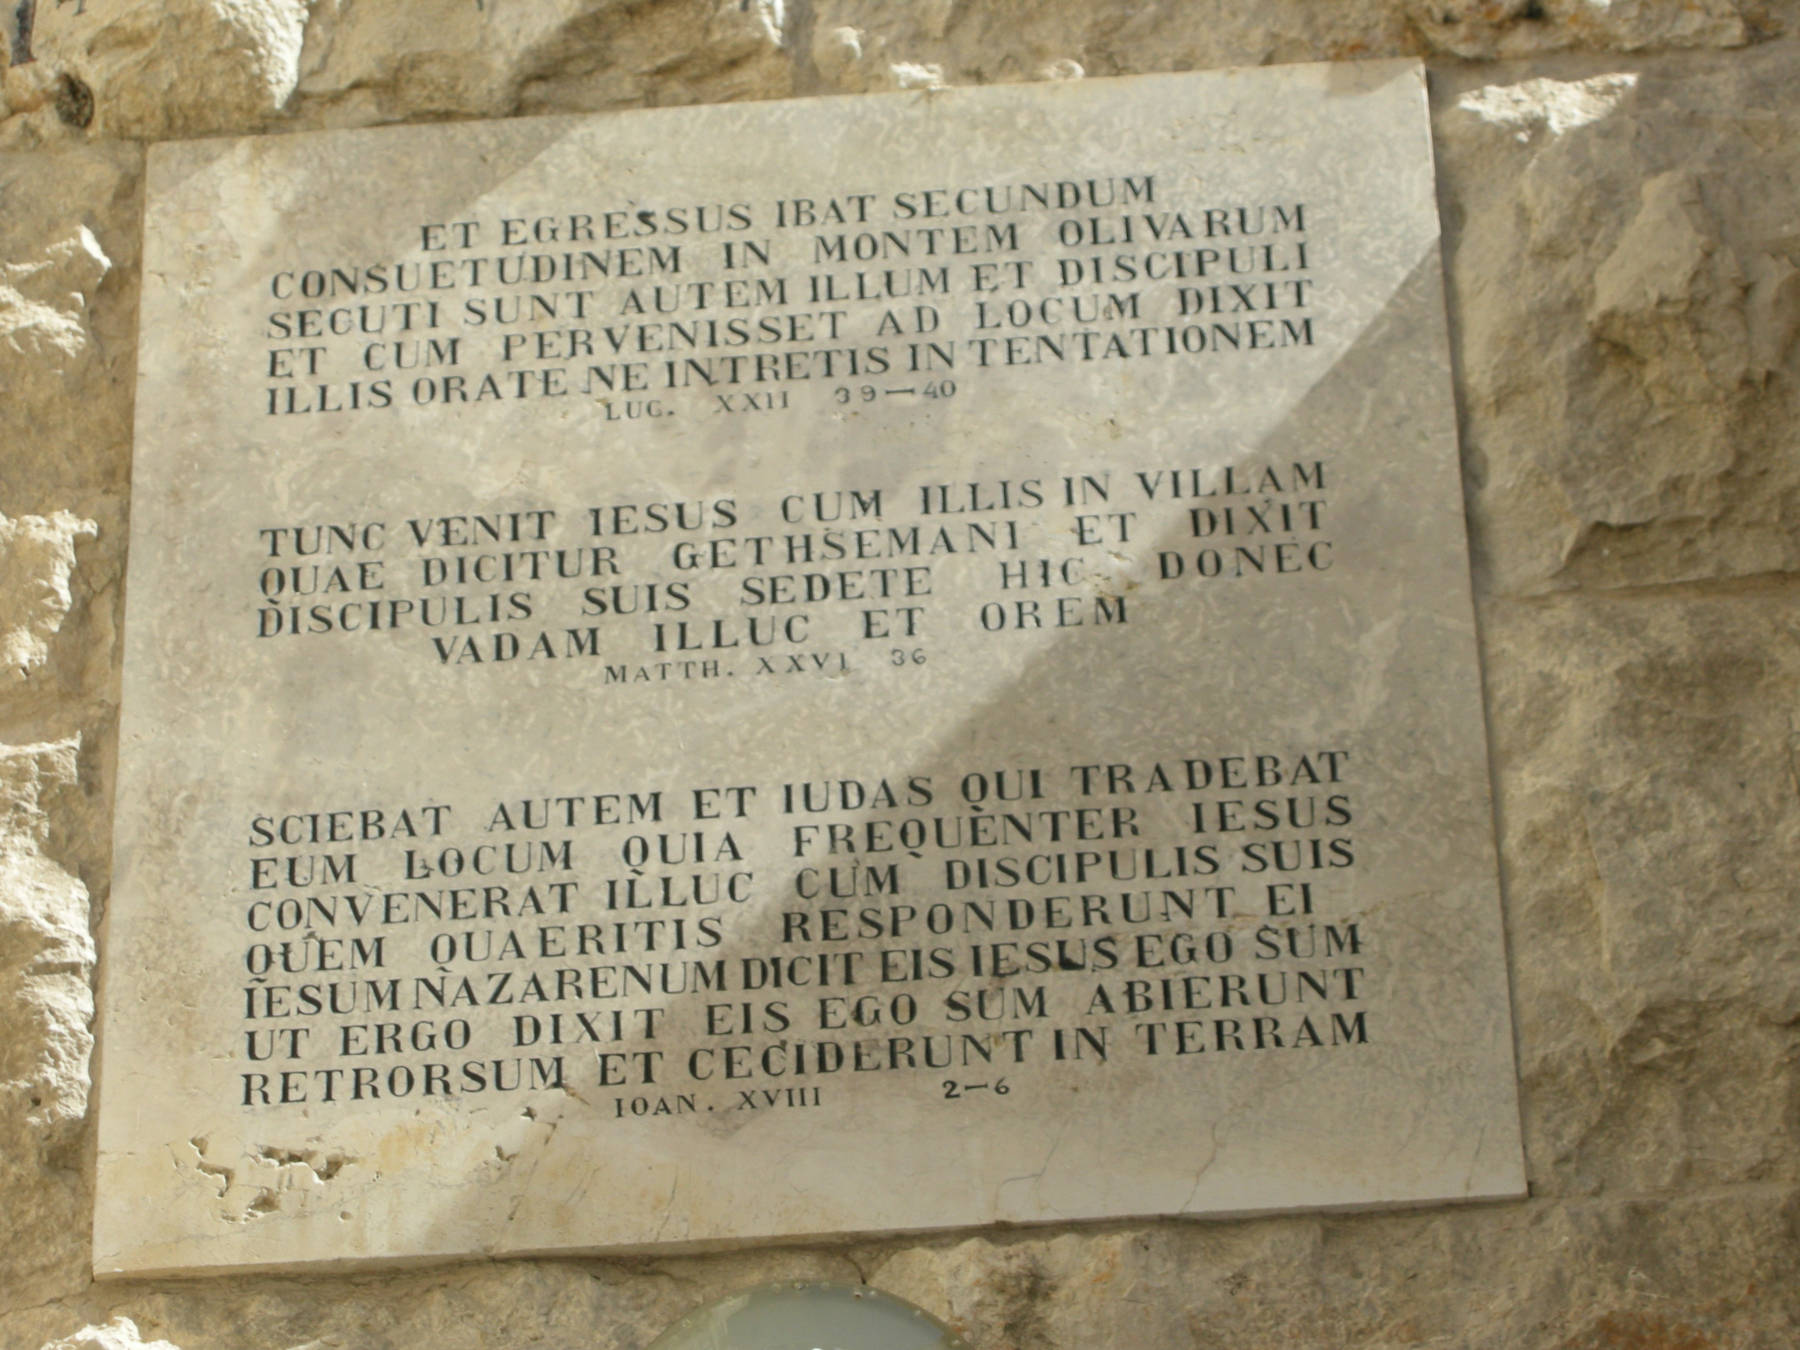 ET EGRESSUS IBAT SECUNDUM
CONSUETUDINEM IN MONTEM OLIVARUM
SECUTI SUNT AUTEM ILLUM ET DISCIPULI
ET CUM PERVENISSET AD LOCUM DIXIT
ILLIS ORATE NE INTRETIS IN TENTATIONEM
LUC. XXII 39-40
TUNC VENIT IESUS CUM ILLIS IN VILLAM
QUAE DICITUR GETHSEMANI ET DIXIT
DISCIPULIS SUIS SEDETE HIC DONEC
VADAM ILLUC ET OREM
MATTH. XXVI 36
SCIEBAT AUTEM ET IUDAS QUI TRADEBAT
EUM LOCUM QUIA FREQUENTER IESUS
CONVENERAT ILLUC CUM DISCIPULIS SUIS
QUEM QUAERITIS RESPONDERUNT EI
IESUM NAZARENUM DICIT EIS IESUS EGO SUM
UT ERGO DIXIT EIS EGO SUM ABIERUNT
RETRORSUM ET CECIDERUNT IN TERRAM
IOAN. XVIII 2-6